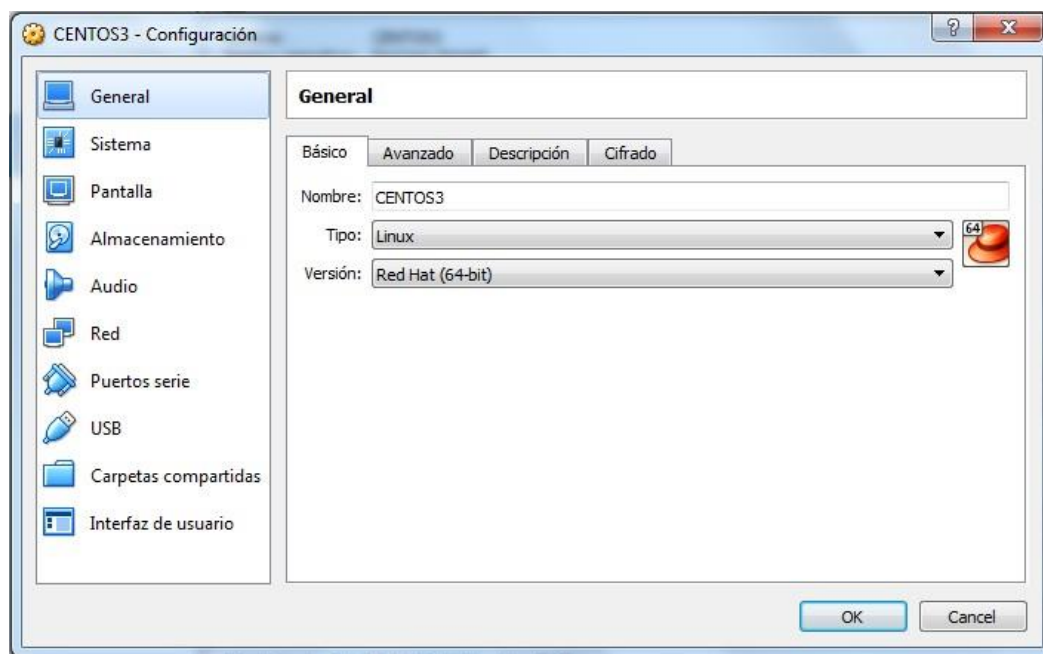 CENTOS3 - Configuración
General
Sistema
Pantalla
Almacenamiento
Audio
Red
Puertos serie
USB
Carpetas compartidas
Interfaz de usuario
General
Básico Avanzado Descripción Cifrado
Nombre: CENTOS3
Tipo: Linux
64
Versión: Red Hat (64-bit)
OK Cancel